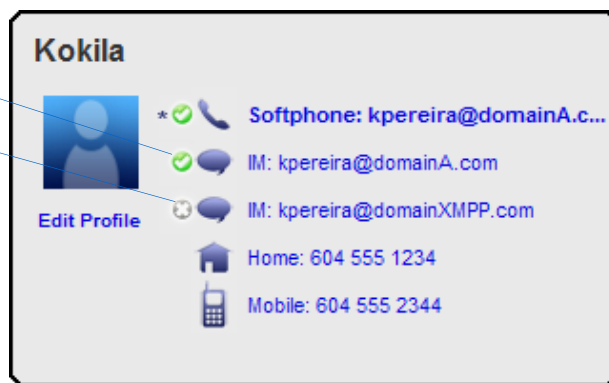 Kokila
* Softphone: kpereira@domainA.c...
IM: kpereira@domainA.com
IM: kpereira@domainXMPP.com
Edit Profile
Home: 604 555 1234
Mobile: 604 555 2344